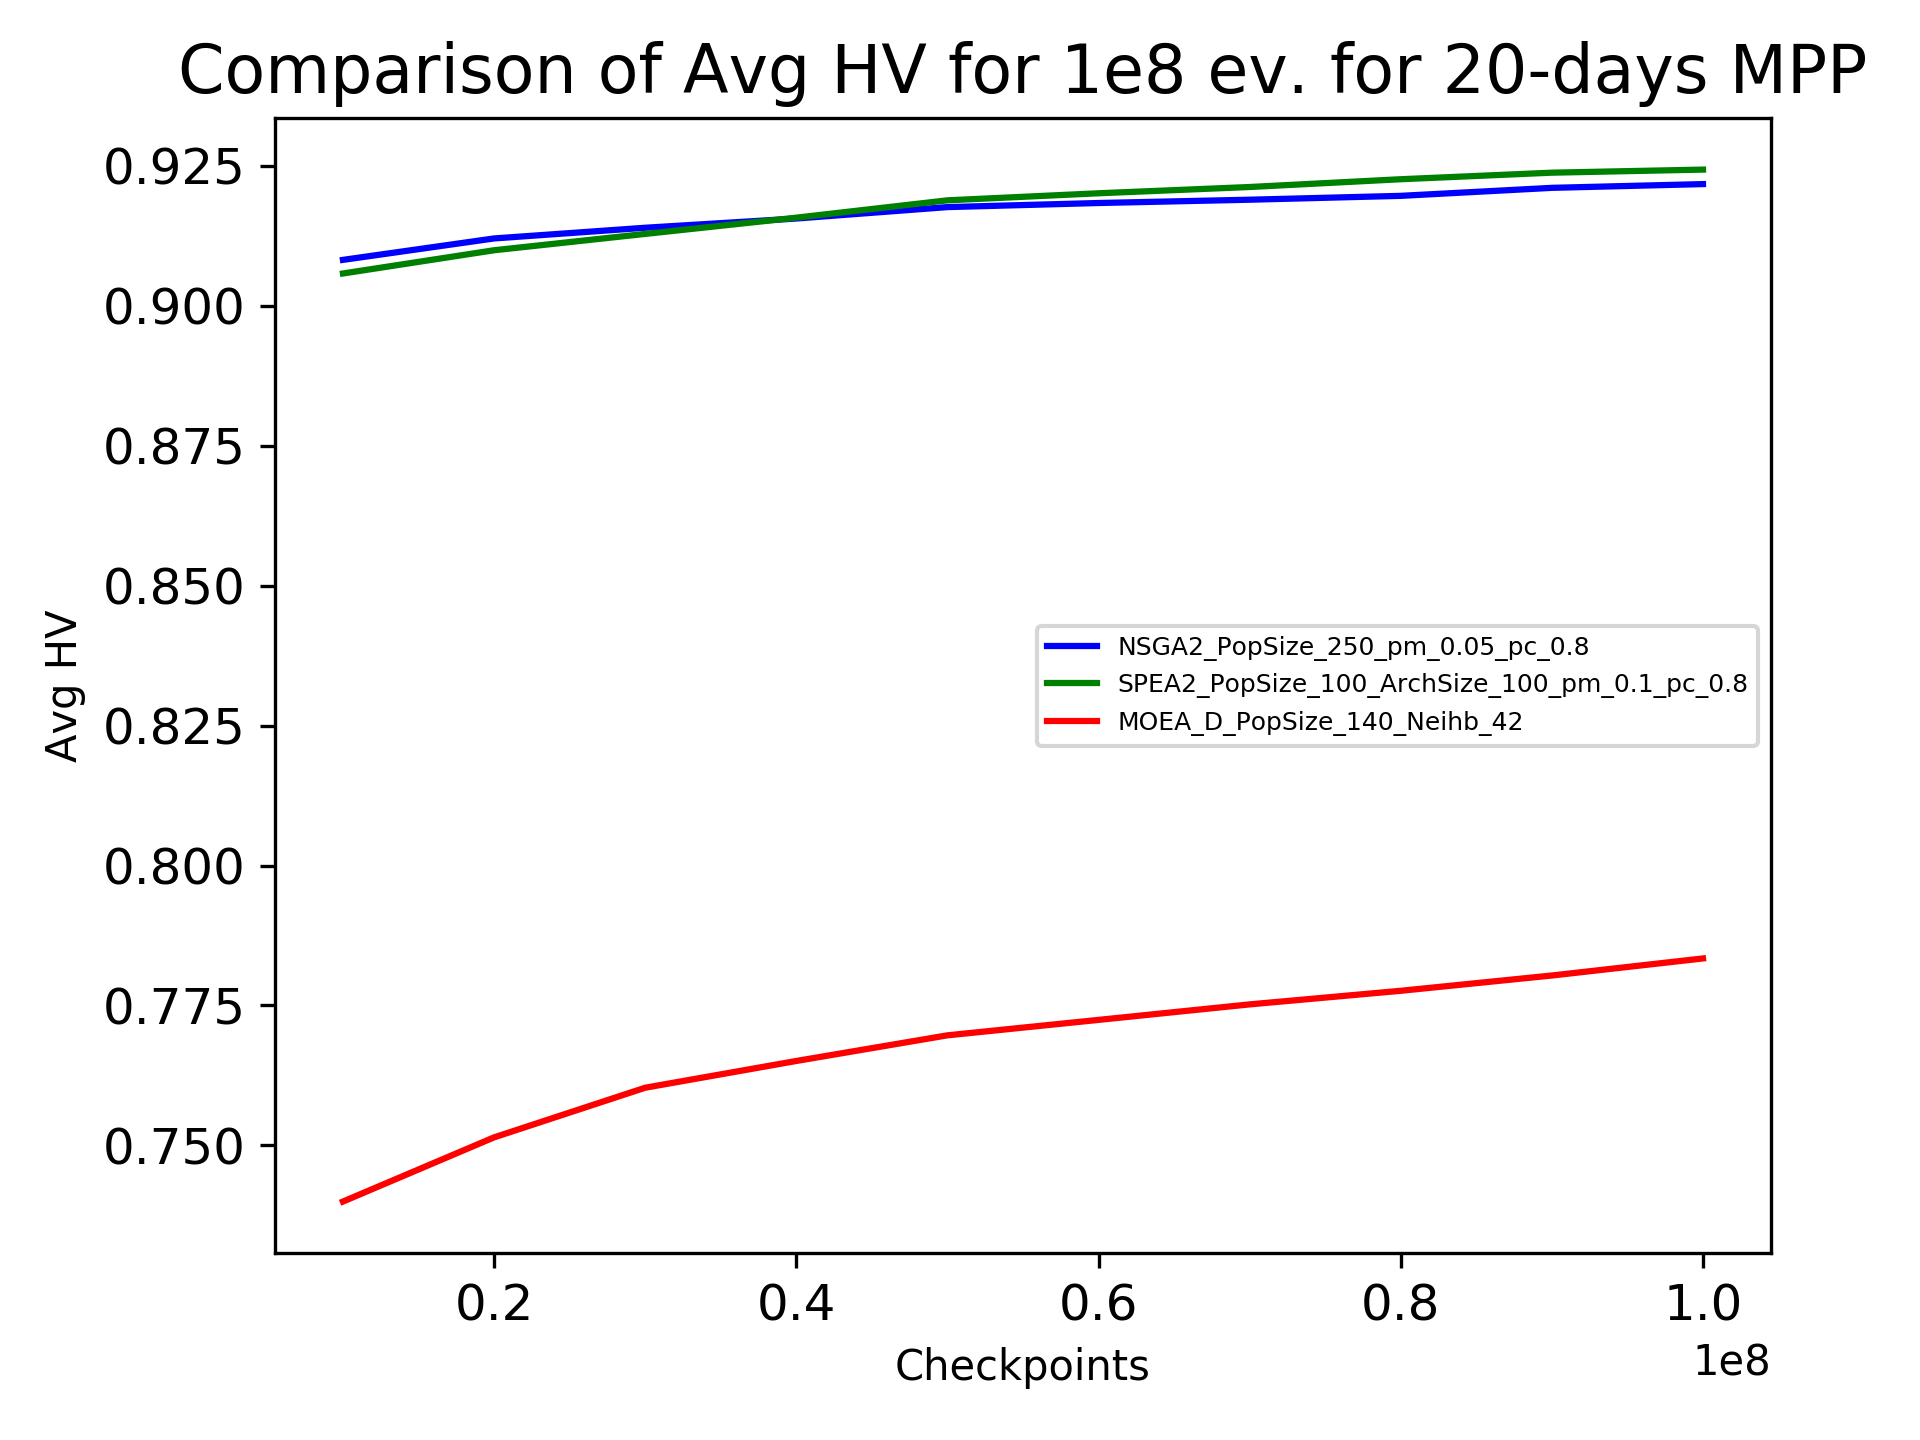 Comparison of Avg HV for 1e8 ev. for 20-days MPP
0.925
0.900
0.875
0.850
0.825
0.800
0.775
0.750
Avg HV
NSGA2_PopSize_250_pm_0.05_pc_0.8
SPEA2_PopSize_100_ArchSize_100_pm_0.1_pc_0.8
MOEA_D_PopSize_140_Neihb_42
0.2 0.4 0.6 0.8 1.0
1e8
Checkpoints